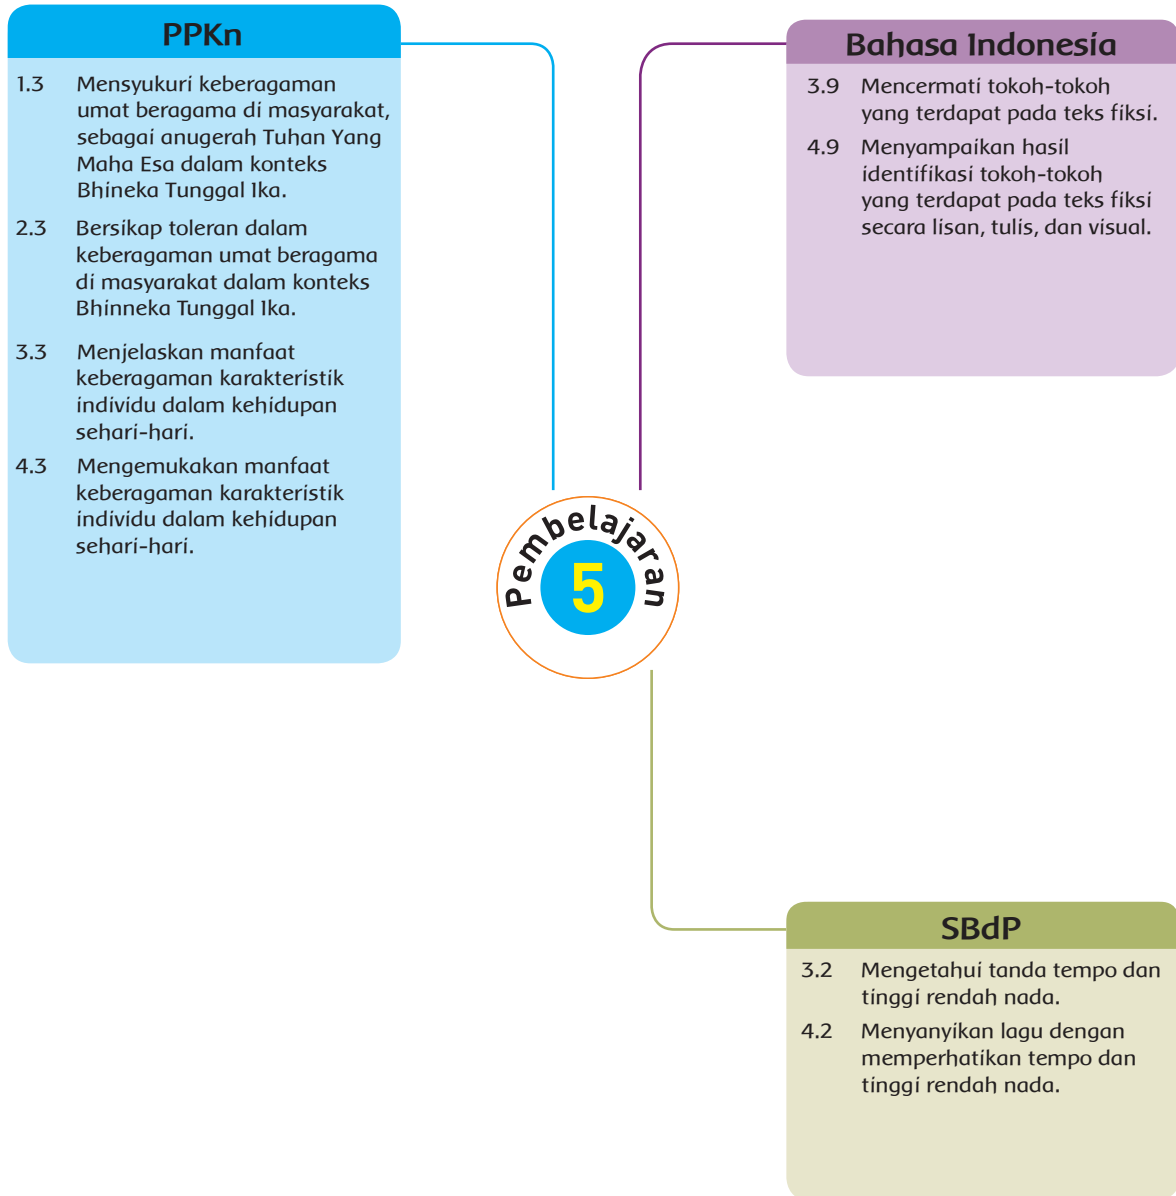 PPKn
1.3 Mensyukuri keberagaman
umat beragama di masyarakat,
sebagai anugerah Tuhan Yang
Maha Esa dalam konteks
Bhineka Tunggal Ika.
2.3 Bersikap toleran dalam
keberagaman umat beragama
di masyarakat dalam konteks
Bhinneka Tunggal Ika.
3.3 Menjelaskan manfaat
keberagaman karakteristik
individu dalam kehidupan
sehari-hari.
4.3 Mengemukakan manfaat
keberagaman karakteristik
individu dalam kehidupan
sehari-hari.
Bahasa Indonesia
3.9 Mencermati tokoh-tokoh
yang terdapat pada teks fiksi.
4.9 Menyampaikan hasil
identifikasi tokoh-tokoh
yang terdapat pada teks fiksi
secara lisan, tulis, dan visual.
Pembelajaran
5
SBdP
3.2 Mengetahui tanda tempo dan
tinggi rendah nada.
4.2 Menyanyikan lagu dengan
memperhatikan tempo dan
tinggi rendah nada.